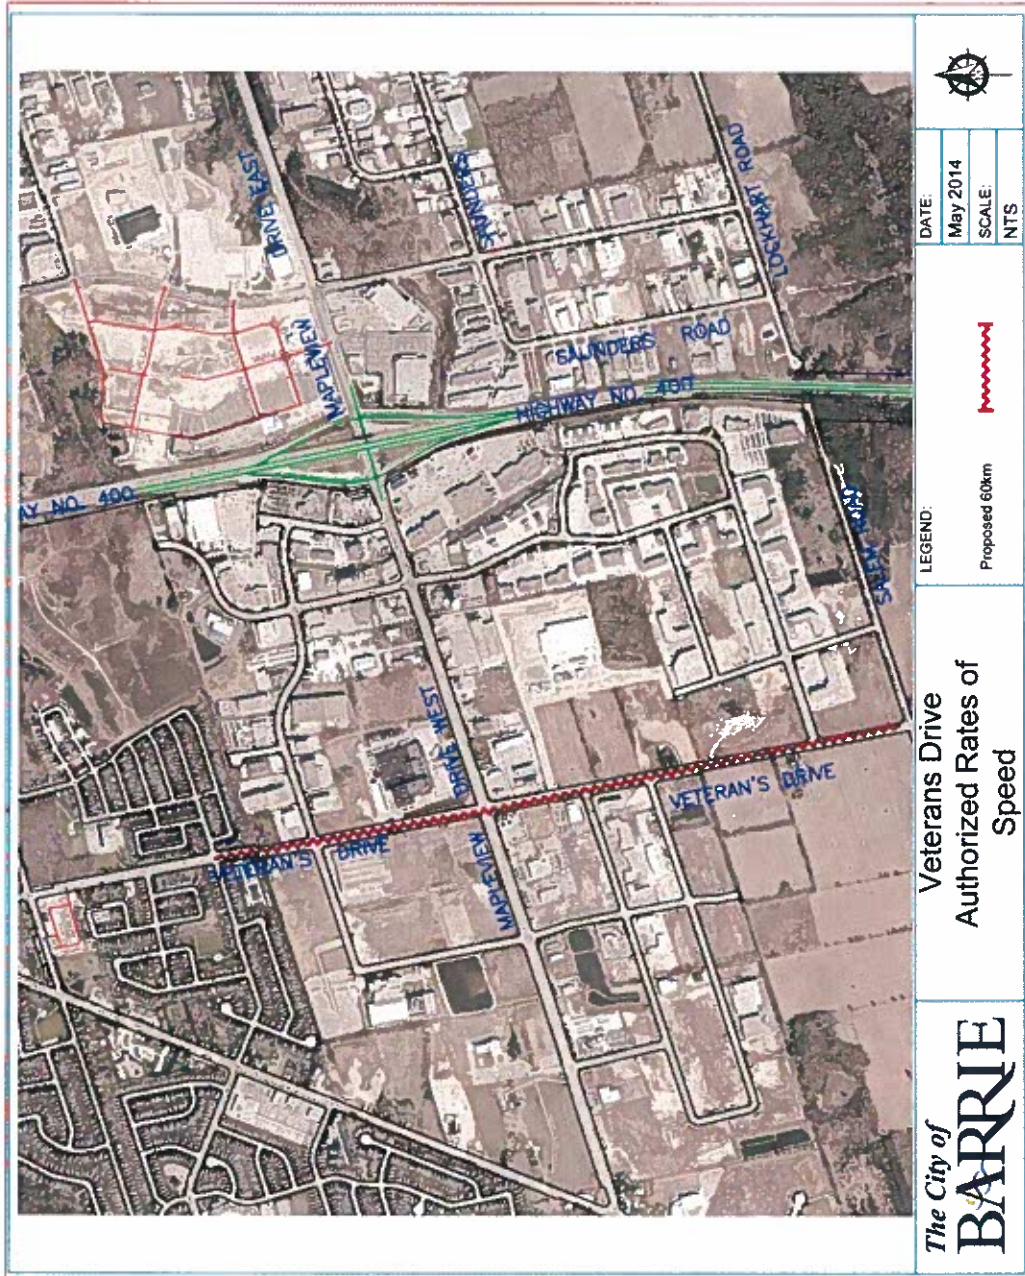 AY NO. 400
MAPLEVIEW
DRIVE EAST
SAUNDERS
LOCKHART ROAD
SAUNDERS ROAD
HIGHWAY NO. 400
SALEM
DRIVE WEST
MAPLEVIEW
VETERAN'S DRIVE
VETERAN'S DRIVE
The City of
BARRIE
Veterans Drive
Authorized Rates of
Speed
LEGEND:
Proposed 60km
DATE:
May 2014
SCALE:
NTS